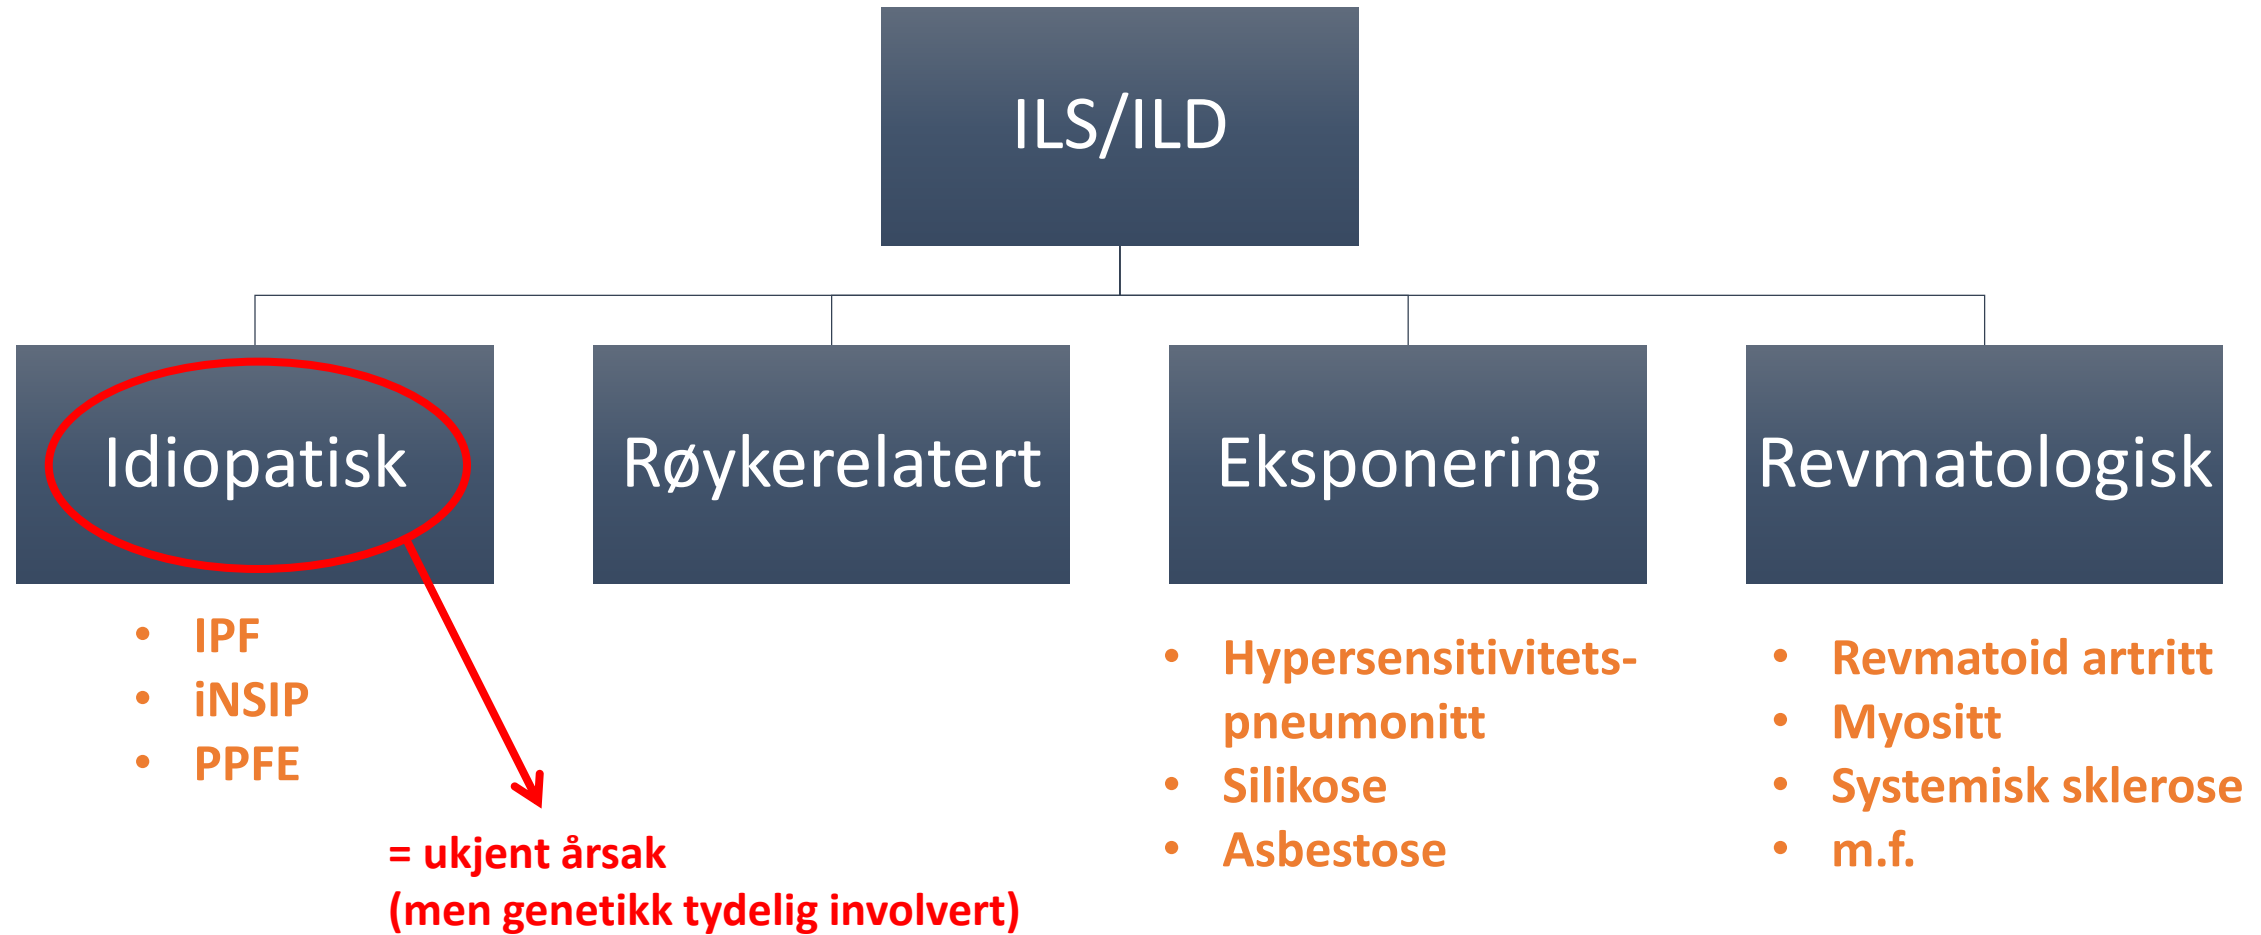 ILS/ILD
Idiopatisk
Røykerelatert
Eksponering
Revmatologisk
• IPF
• iNSIP
• PPFE
= ukjent årsak
(men genetikk tydelig involvert)
• Hypersensitivitets-
pneumonitt
• Silikose
• Asbestose
• Revmatoid artritt
• Myositt
• Systemisk sklerose
• m.f.